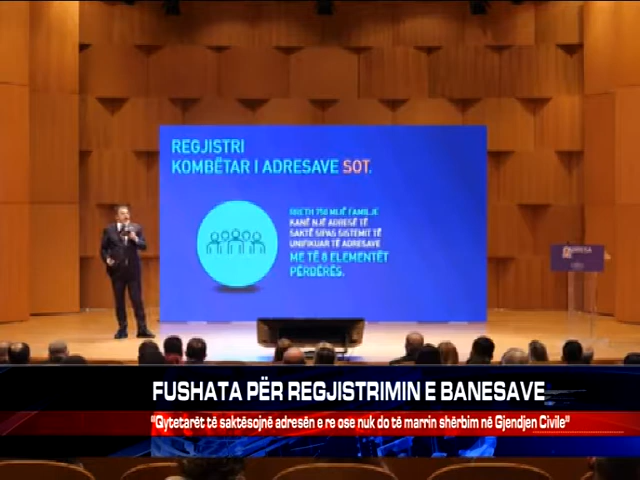 REGJISTRI
KOMBËTAR I ADRESAVE SOT.
RRETH 750 MIJË FAMILJE
KANË NJË ADRESË TË
SAKTË SIPAS SISTEMIT TË
UNIFIKUAR TË ADRESAVE
ME TË 8 ELEMENTËT
PËRBËRËS.
ADRESA
FUSHATA PËR REGJISTRIMIN E BANESAVE
"Qytetarët të saktësojnë adresën e re ose nuk do të marrin shërbim në Gjendjen Civile"